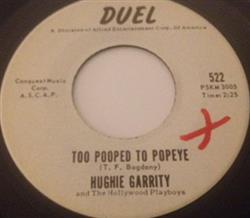 DUEL
A Division of Allied Entertainment Corp. Of America
Conquest Music
Corp.
A. S. C. A. P.
522
PSKM 3005
Time: 2:25
TOO POOPED TO POPEYE
(T. F. Bogdany)
HUGHIE GARRITY
and The Hollywood Playboys